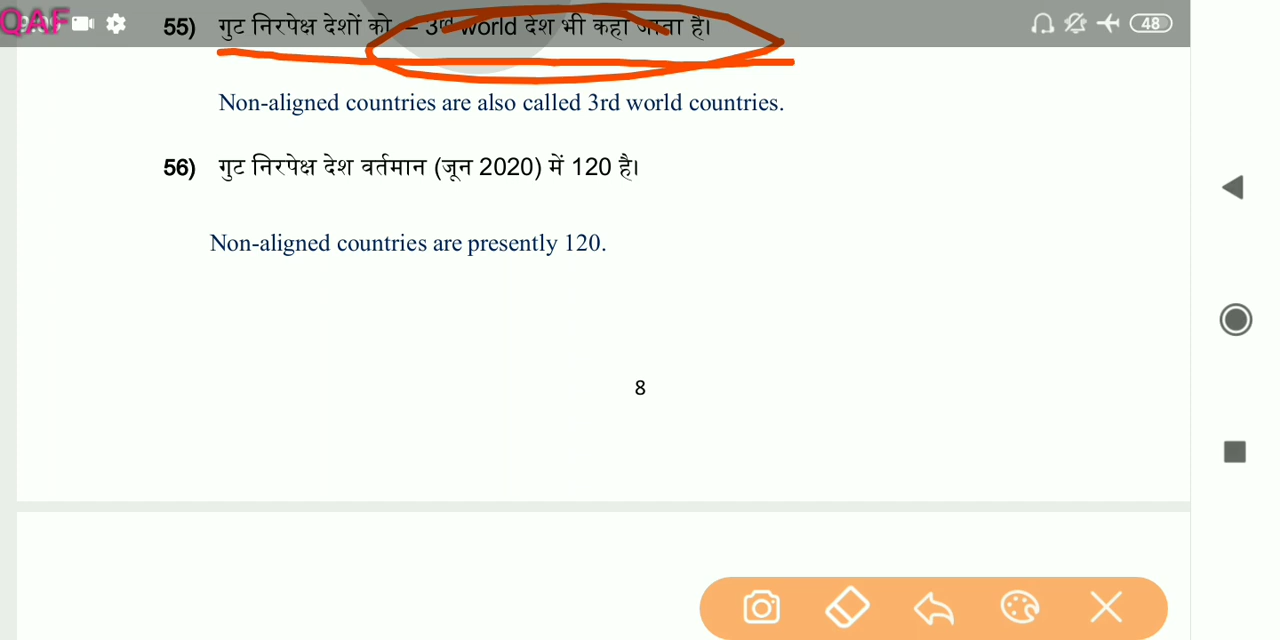 QAF
48
55) गुट निरपेक्ष देशों को – 3rd world देश भी कहा जाता है।
Non-aligned countries are also called 3rd world countries.
56) गुट निरपेक्ष देश वर्तमान (जून 2020) में 120 है।
Non-aligned countries are presently 120.
8